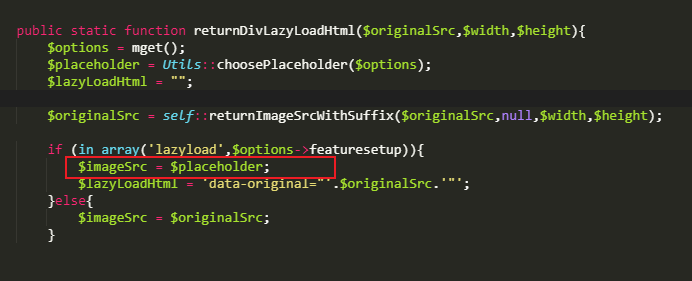 public static function returnDivLazyLoadHtml($originalSrc,$width,$height){
$options = mget();
$placeholder = Utils::choosePlaceholder($options);
$lazyLoadHtml = "";
$originalSrc = self::returnImageSrcWithSuffix($originalSrc,null,$width,$height);
if (in_array('lazyload',$options->featuresetup)){
$imageSrc = $placeholder;
$lazyLoadHtml = 'data-original="'.$originalSrc.'"';
}else{
$imageSrc = $originalSrc;
}